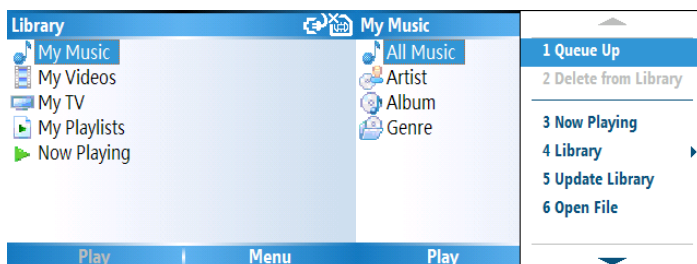 Library
My Music
My Videos
My TV
My Playlists
Now Playing
Play
Menu
My Music
All Music
Artist
Album
Genre
Play
1 Queue Up
2 Delete from Library
3 Now Playing
4 Library
5 Update Library
6 Open File